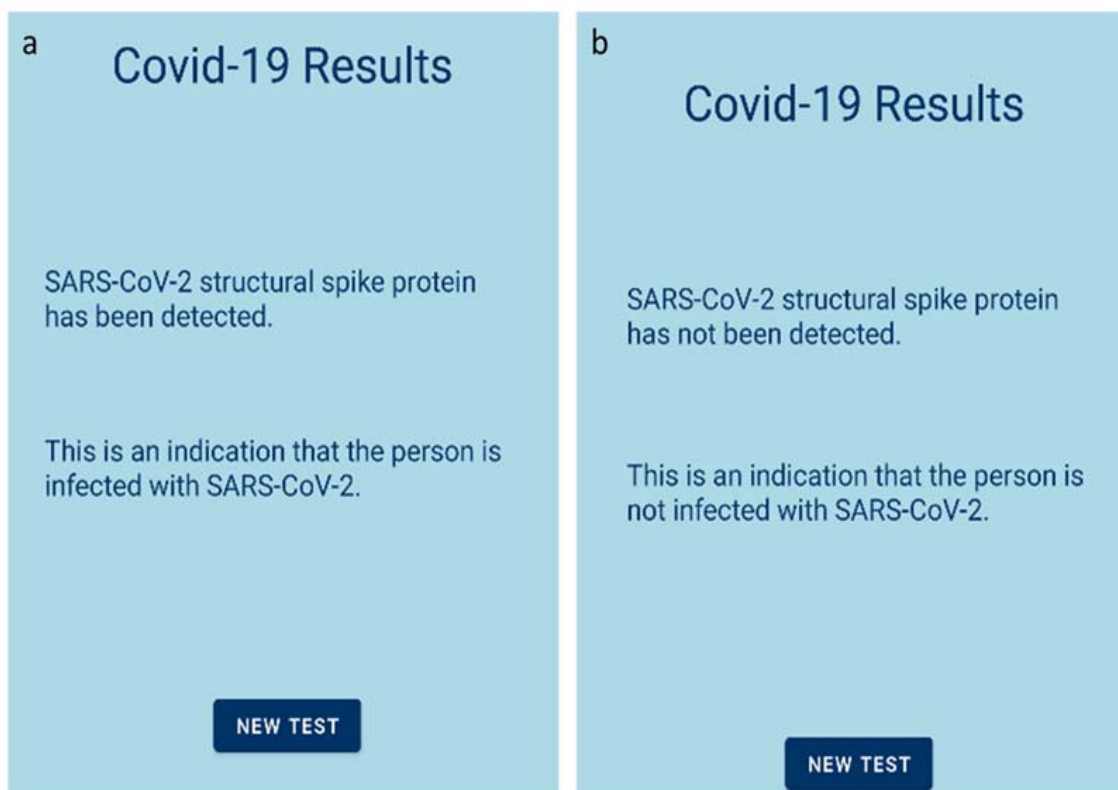 a
Covid-19 Results
SARS-CoV-2 structural spike protein
has been detected.
This is an indication that the person is
infected with SARS-CoV-2.
NEW TEST
b
Covid-19 Results
SARS-CoV-2 structural spike protein
has not been detected.
This is an indication that the person is
not infected with SARS-CoV-2.
NEW TEST